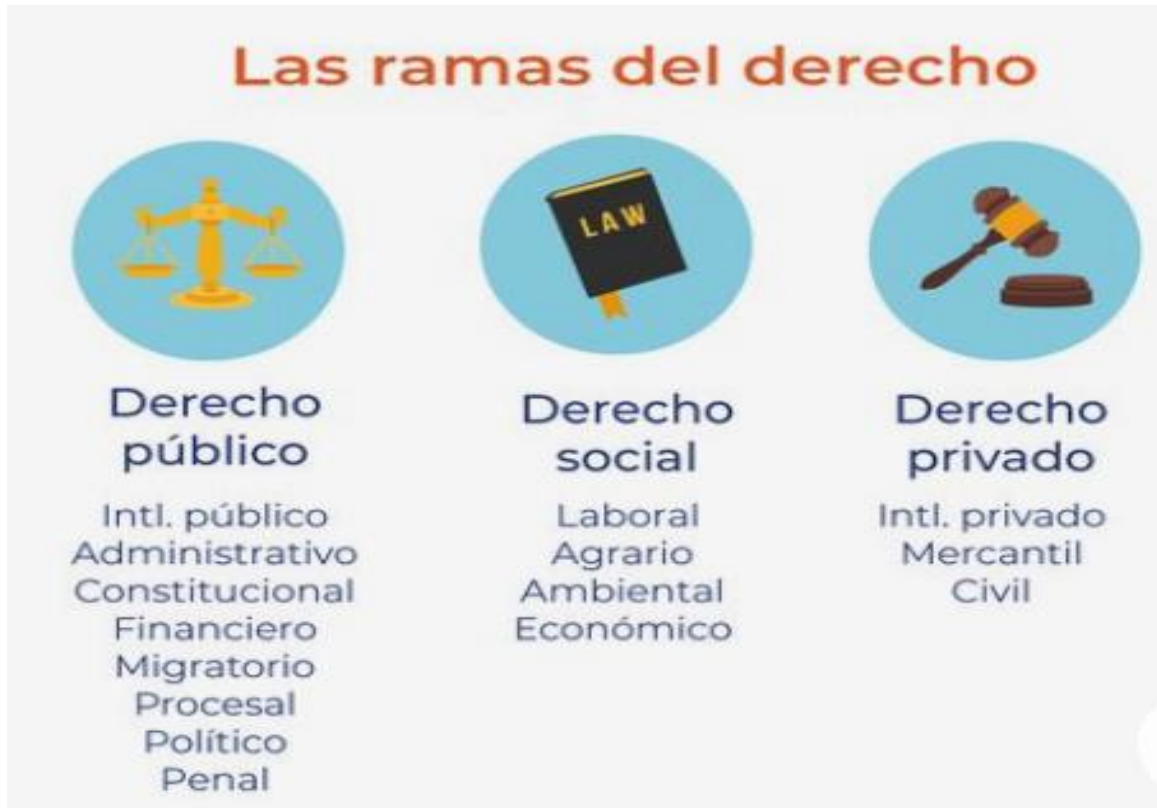 Las ramas del derecho
LAW
Derecho
público
Intl. público
Administrativo
Constitucional
Financiero
Migratorio
Procesal
Político
Penal
Derecho
social
Laboral
Agrario
Ambiental
Económico
Derecho
privado
Intl. privado
Mercantil
Civil